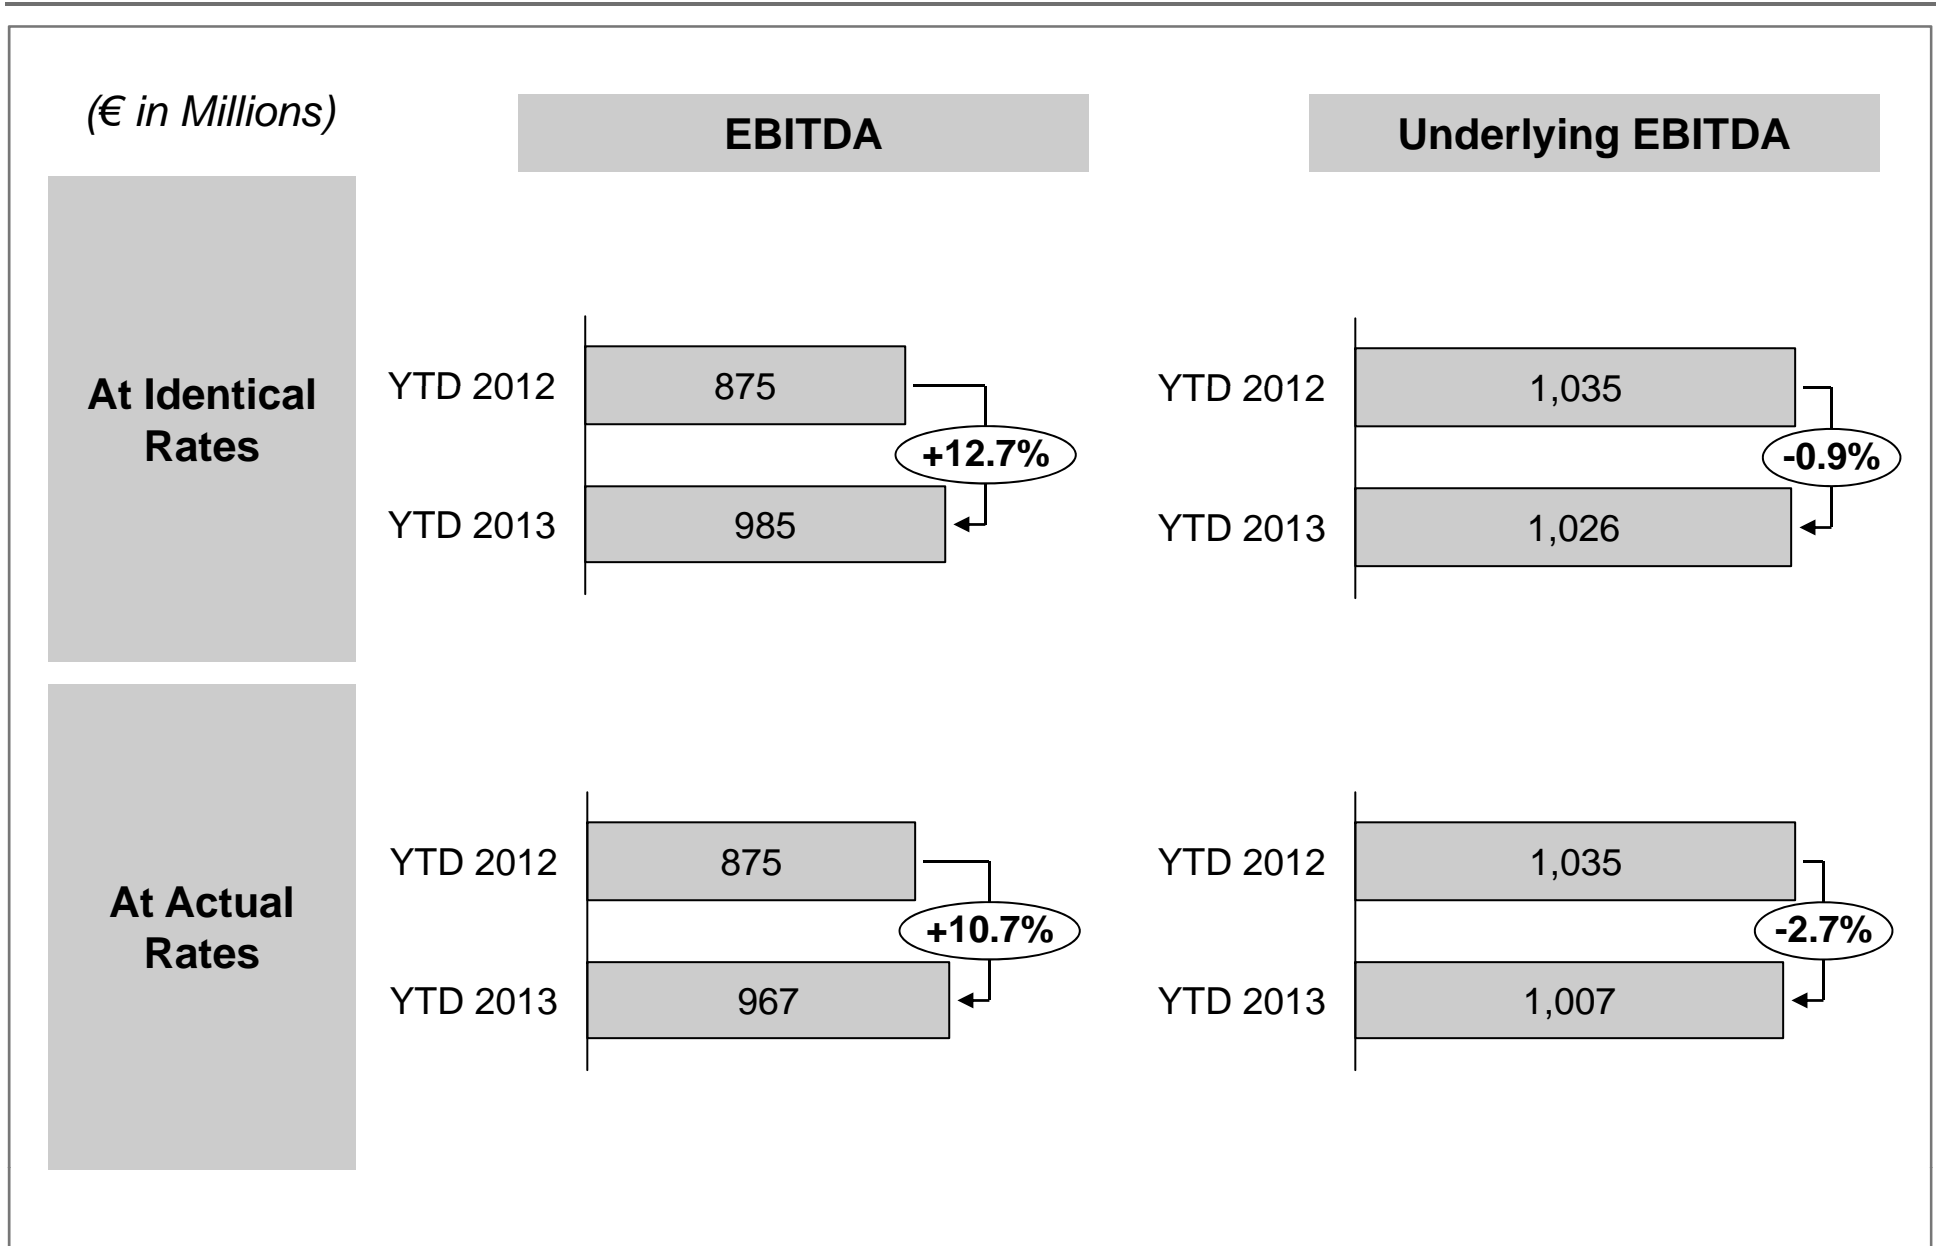 (€ in Millions)
EBITDA
Underlying EBITDA
At Identical
Rates
YTD 2012
875
+12.7%
YTD 2013
985
YTD 2012
1,035
-0.9%
YTD 2013
1,026
At Actual
Rates
YTD 2012
875
+10.7%
YTD 2013
967
YTD 2012
1,035
-2.7%
YTD 2013
1,007